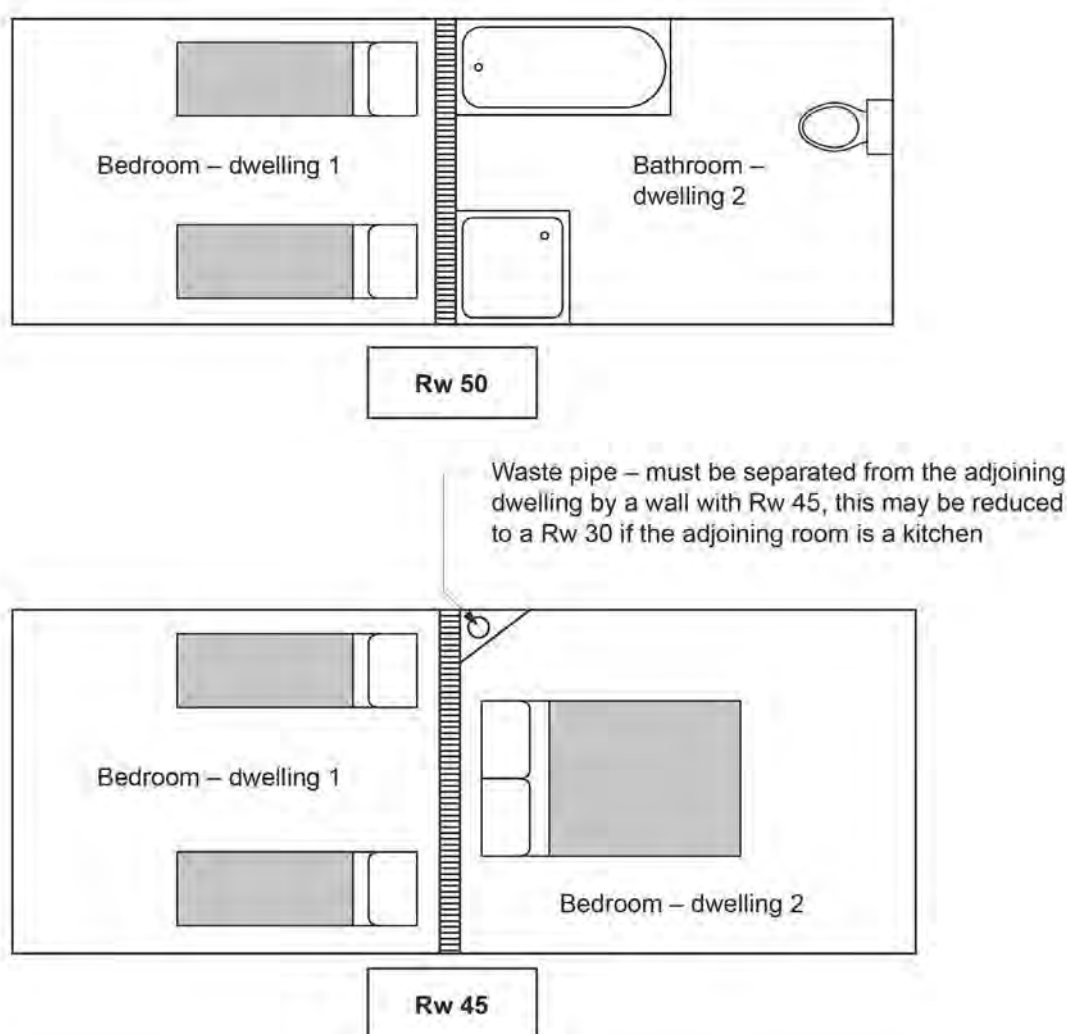 Bedroom – dwelling 1
Bathroom –
dwelling 2
Rw 50
Waste pipe – must be separated from the adjoining
dwelling by a wall with Rw 45, this may be reduced
to a Rw 30 if the adjoining room is a kitchen
Bedroom – dwelling 1
Bedroom – dwelling 2
Rw 45